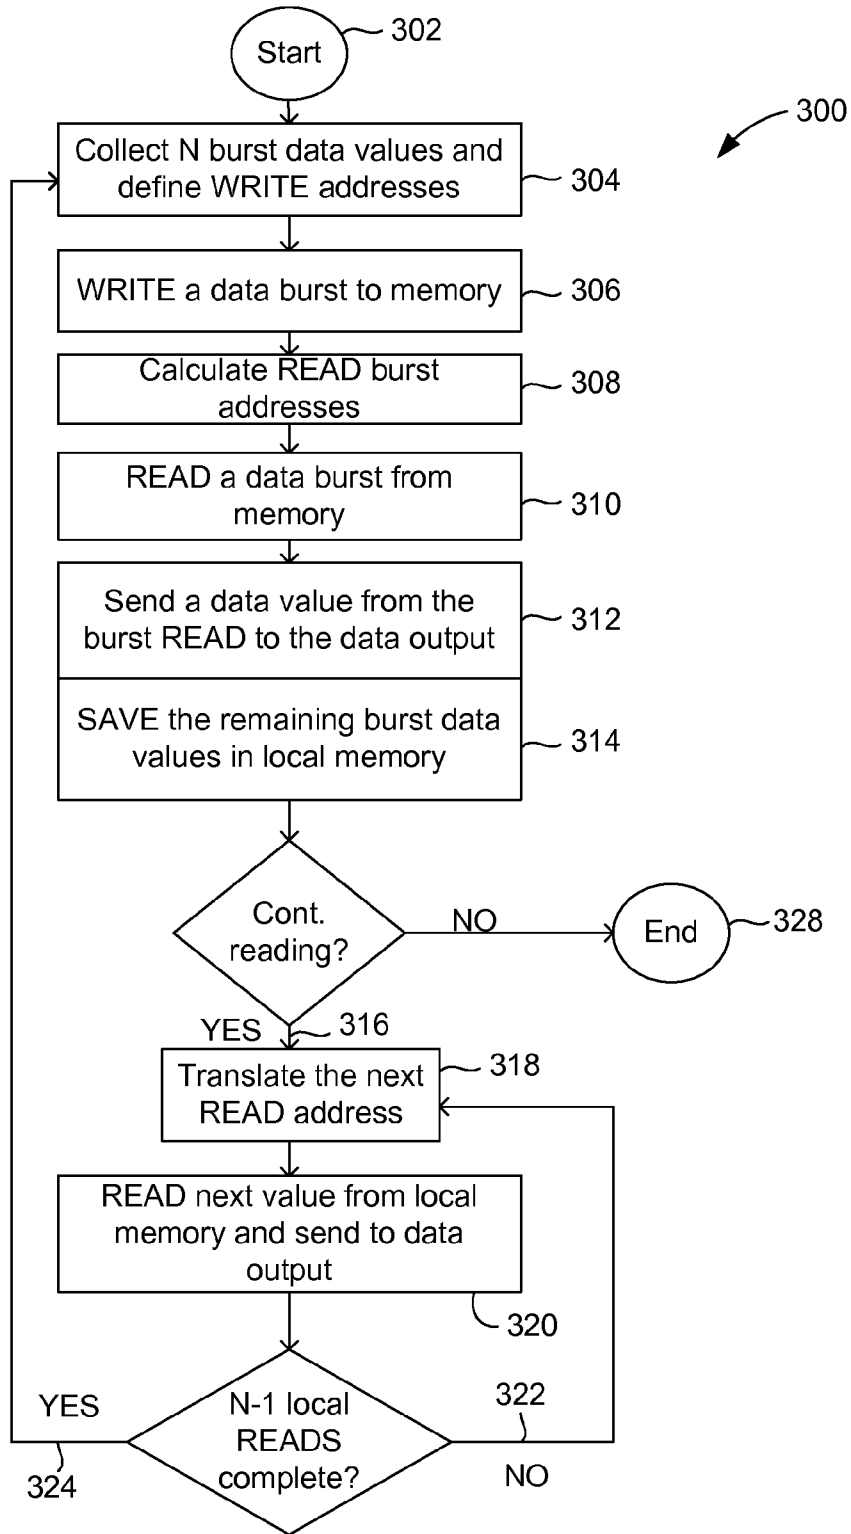 Start
302
300
Collect N burst data values and
define WRITE addresses
304
WRITE a data burst to memory
306
Calculate READ burst
addresses
308
READ a data burst from
memory
310
Send a data value from the
burst READ to the data output
312
SAVE the remaining burst data
values in local memory
314
Cont.
reading?
NO
End
328
YES
316
Translate the next
READ address
318
READ next value from local
memory and send to data
output
320
N-1 local
READS
complete?
YES
324
322
NO